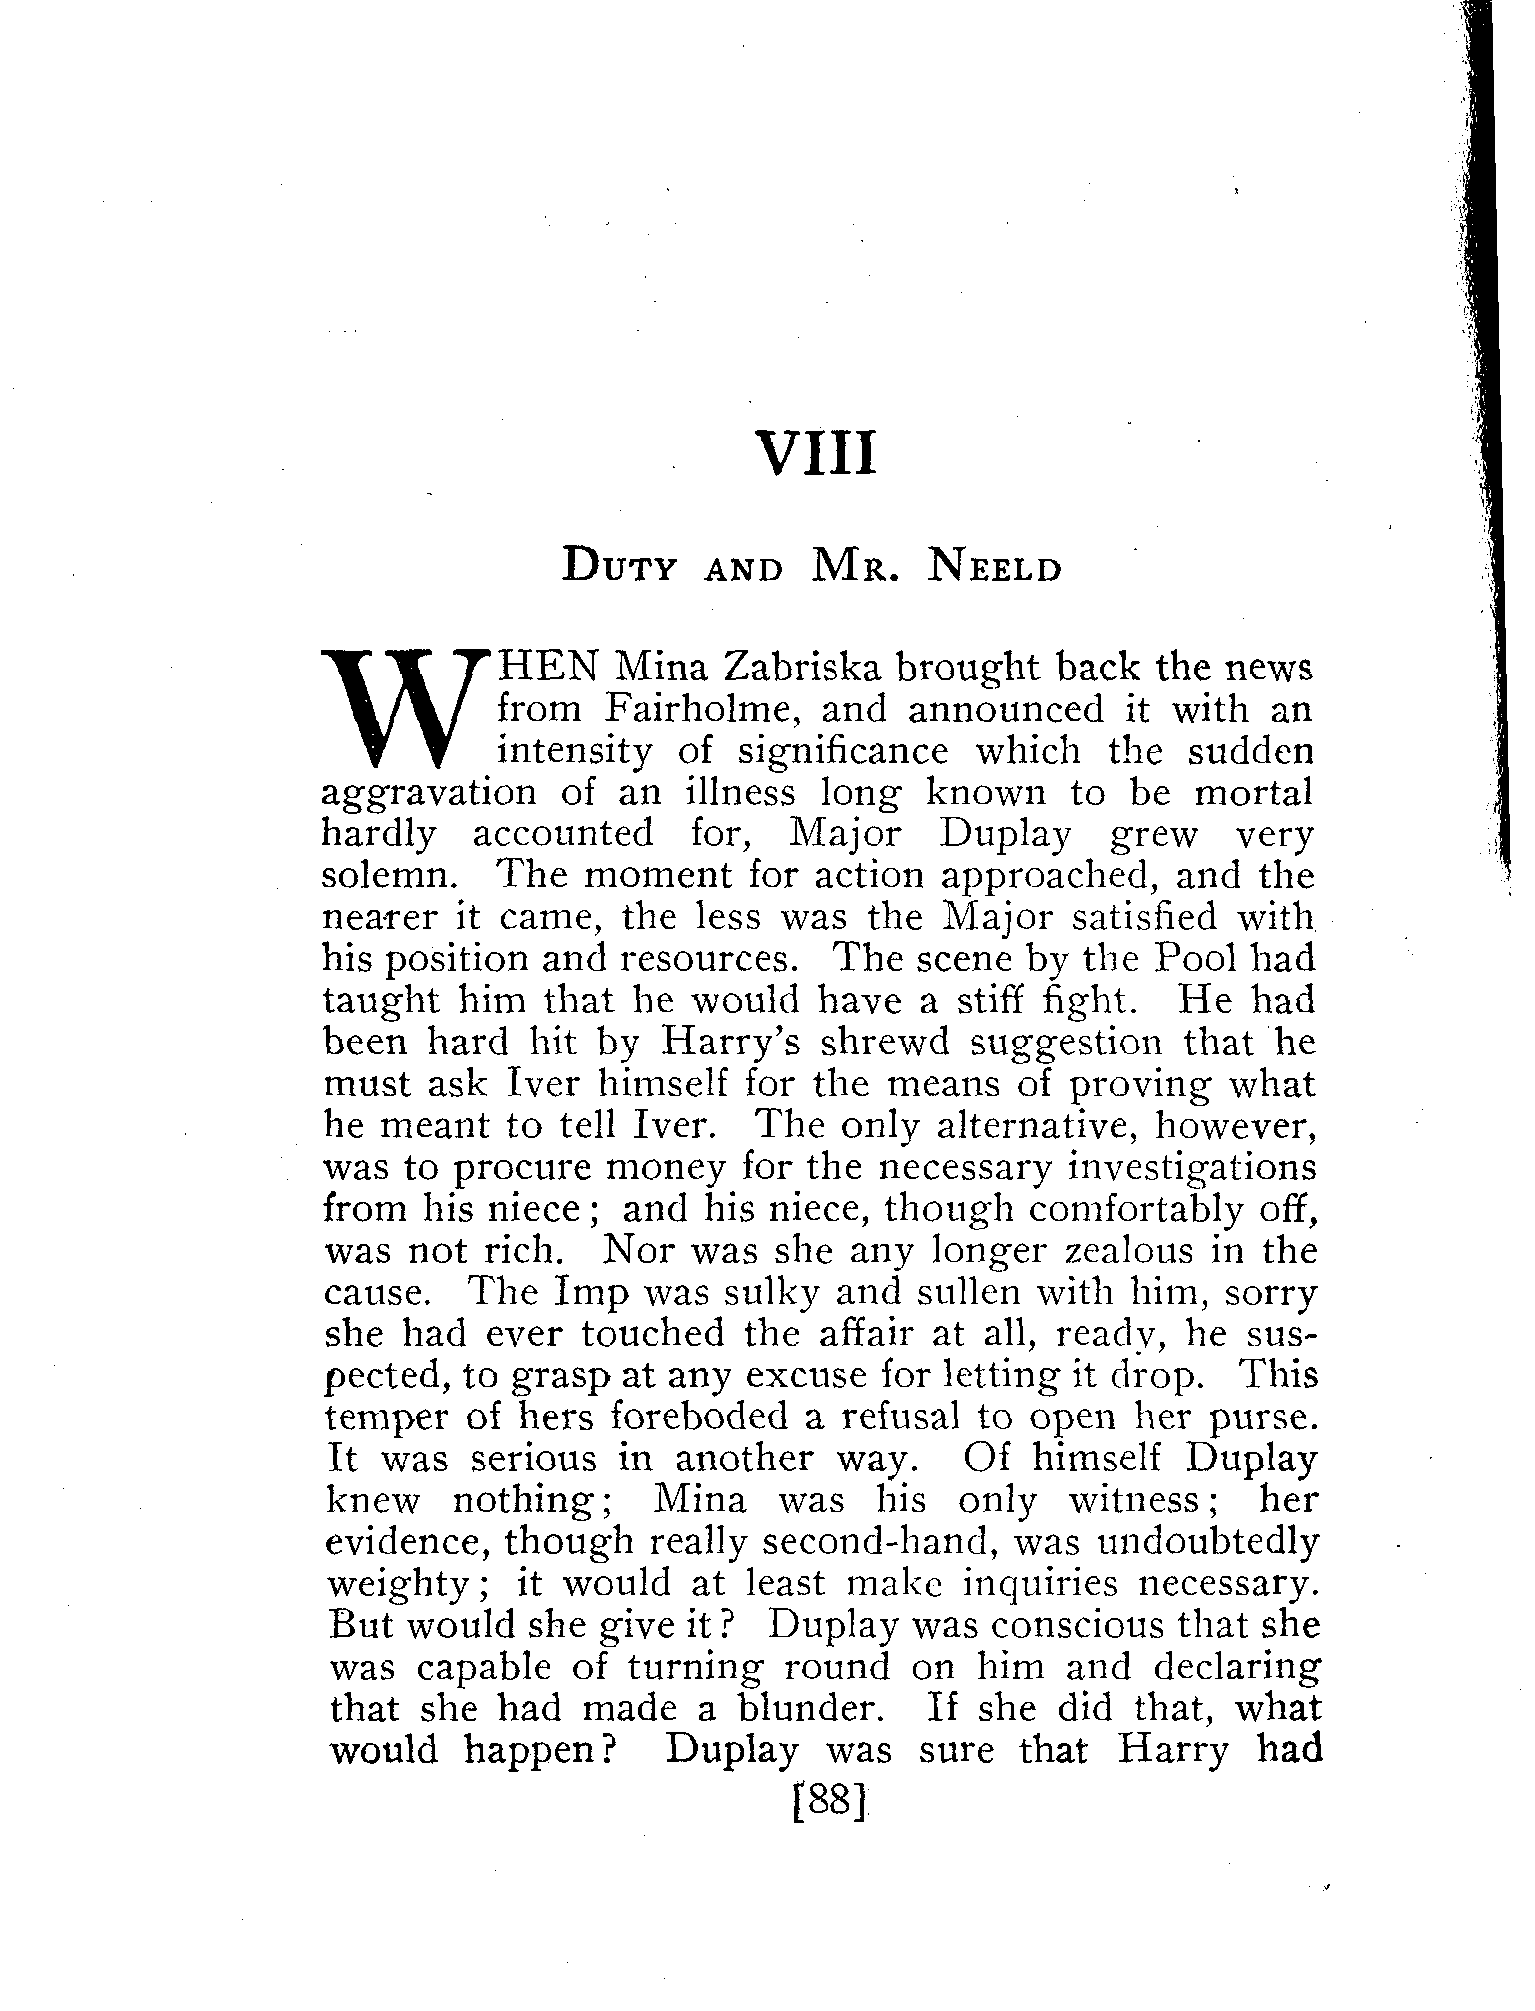 VIII
Duty and Mr. Neeld
WHEN Mina Zabriska brought back the news
from Fairholme, and announced it with an
intensity of significance which the sudden
aggravation of an illness long known to be mortal
hardly accounted for, Major Duplay grew very
solemn. The moment for action approached, and the
nearer it came, the less was the Major satisfied with
his position and resources. The scene by the Pool had
taught him that he would have a stiff fight. He had
been hard hit by Harry's shrewd suggestion that he
must ask Iver himself for the means of proving what
he meant to tell Iver. The only alternative, however,
was to procure money for the necessary investigations
from his niece; and his niece, though comfortably off,
was not rich. Nor was she any longer zealous in the
cause. The Imp was sulky and sullen with him, sorry
she had ever touched the affair at all, ready, he sus-
pected, to grasp at any excuse for letting it drop. This
temper of hers foreboded a refusal to open her purse.
It was serious in another way. Of himself Duplay
knew nothing; Mina was his only witness; her
evidence, though really second-hand, was undoubtedly
weighty; it would at least make inquiries necessary.
But would she give it? Duplay was conscious that she
was capable of turning round on him and declaring
that she had made a blunder. If she did that, what
would happen? Duplay was sure that Harry had
[88]